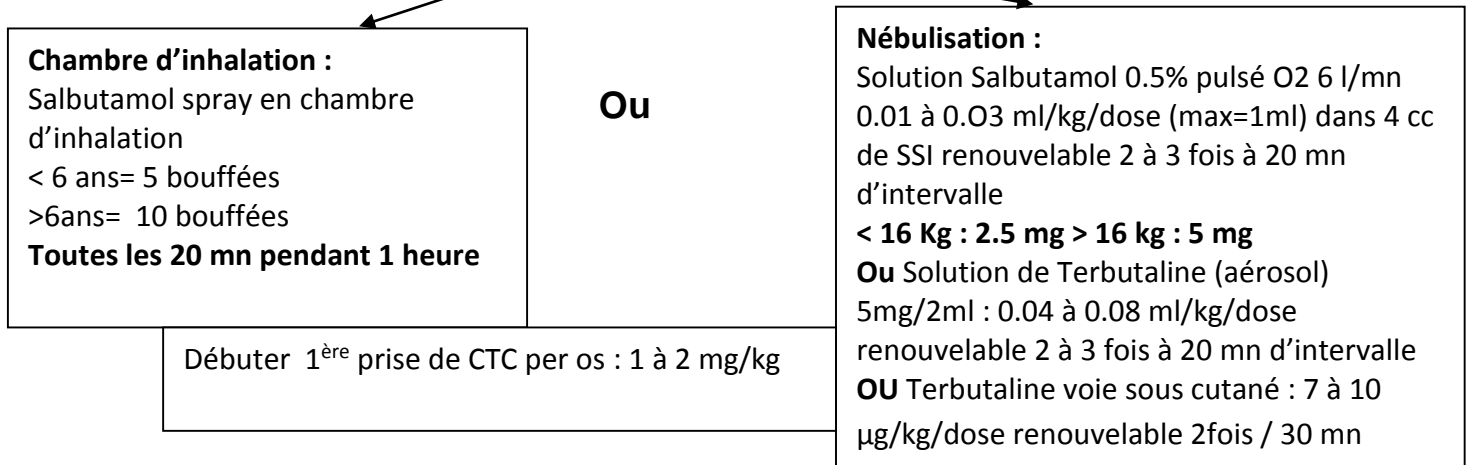 Chambre d'inhalation :
Salbutamol spray en chambre
d'inhalation
< 6 ans= 5 bouffées
>6ans=  10 bouffées
Toutes les 20 mn pendant 1 heure
Ou
Nébulisation :
Solution Salbutamol 0.5% pulsé O2 6 l/mn
0.01 à 0.O3 ml/kg/dose (max=1ml) dans 4 cc
de SSI renouvelable 2 à 3 fois à 20 mn
d'intervalle
< 16 Kg : 2.5 mg > 16 kg : 5 mg
Ou Solution de Terbutaline (aérosol)
5mg/2ml : 0.04 à 0.08 ml/kg/dose
renouvelable 2 à 3 fois à 20 mn d'intervalle
OU Terbutaline voie sous cutané : 7 à 10
µg/kg/dose renouvelable 2fois / 30 mn
Débuter  1ère prise de CTC per os : 1 à 2 mg/kg